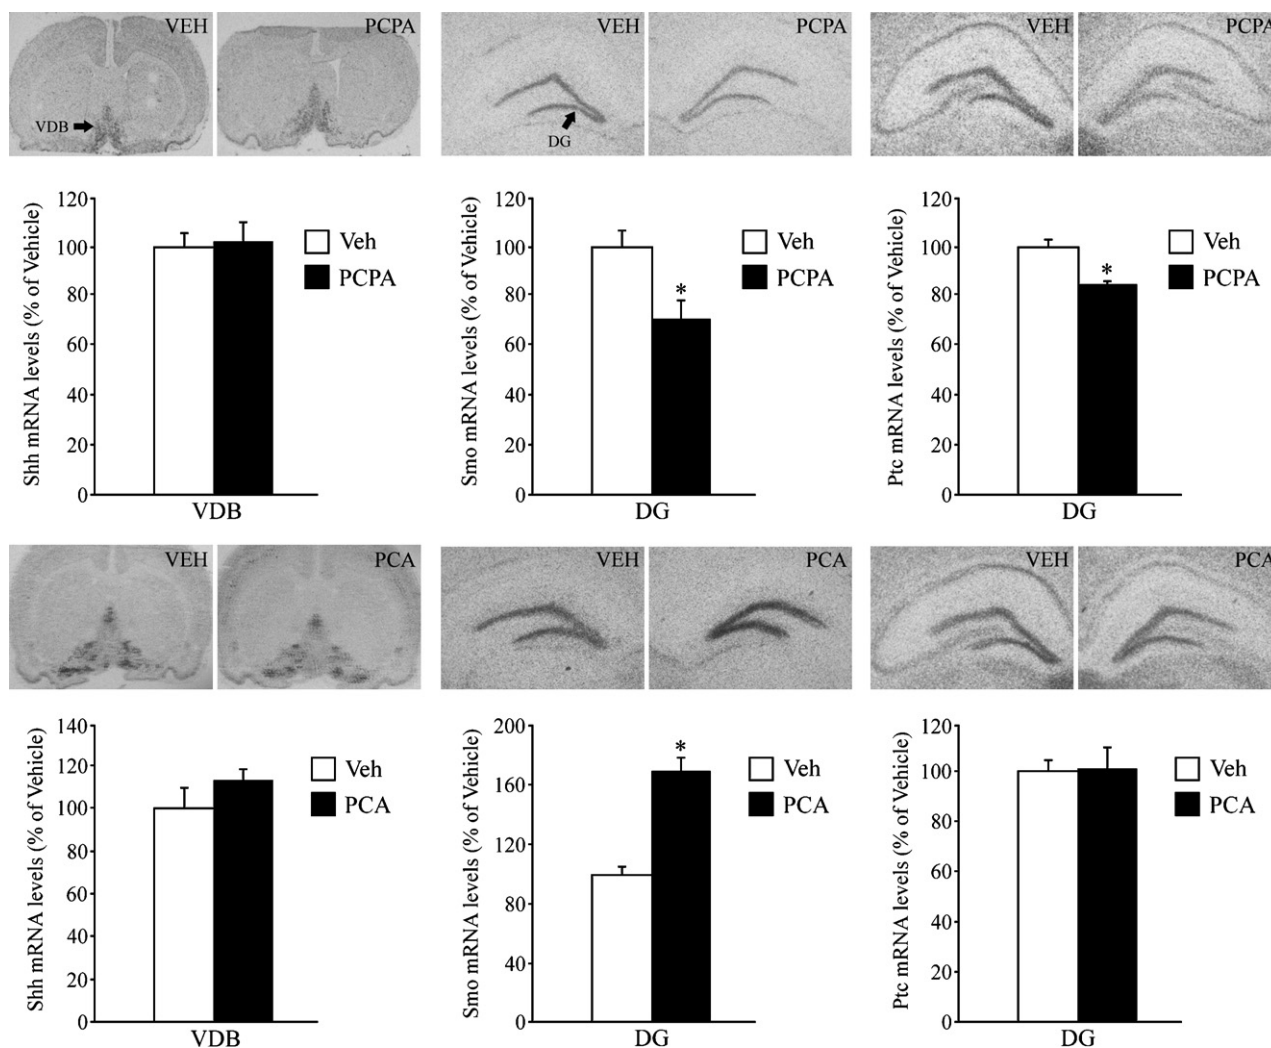 VEH PCPA VEH PCPA VEH PCPA
VDB
DG
Shh mRNA levels (% of Vehicle)
120
100
80
60
40
20
0
VDB
Veh
PCPA
Smo mRNA levels (% of Vehicle)
120
100
80
60
40
20
0
*
DG
Veh
PCPA
Ptc mRNA levels (% of Vehicle)
120
100
80
60
40
20
0
*
DG
Veh
PCPA
VEH PCA VEH PCA VEH PCA
Shh mRNA levels (% of Vehicle)
140
120
100
80
60
40
20
0
VDB
Veh
PCA
Smo mRNA levels (% of Vehicle)
200
160
120
80
40
0
*
DG
Veh
PCA
Ptc mRNA levels (% of Vehicle)
120
100
80
60
40
20
0
DG
Veh
PCA